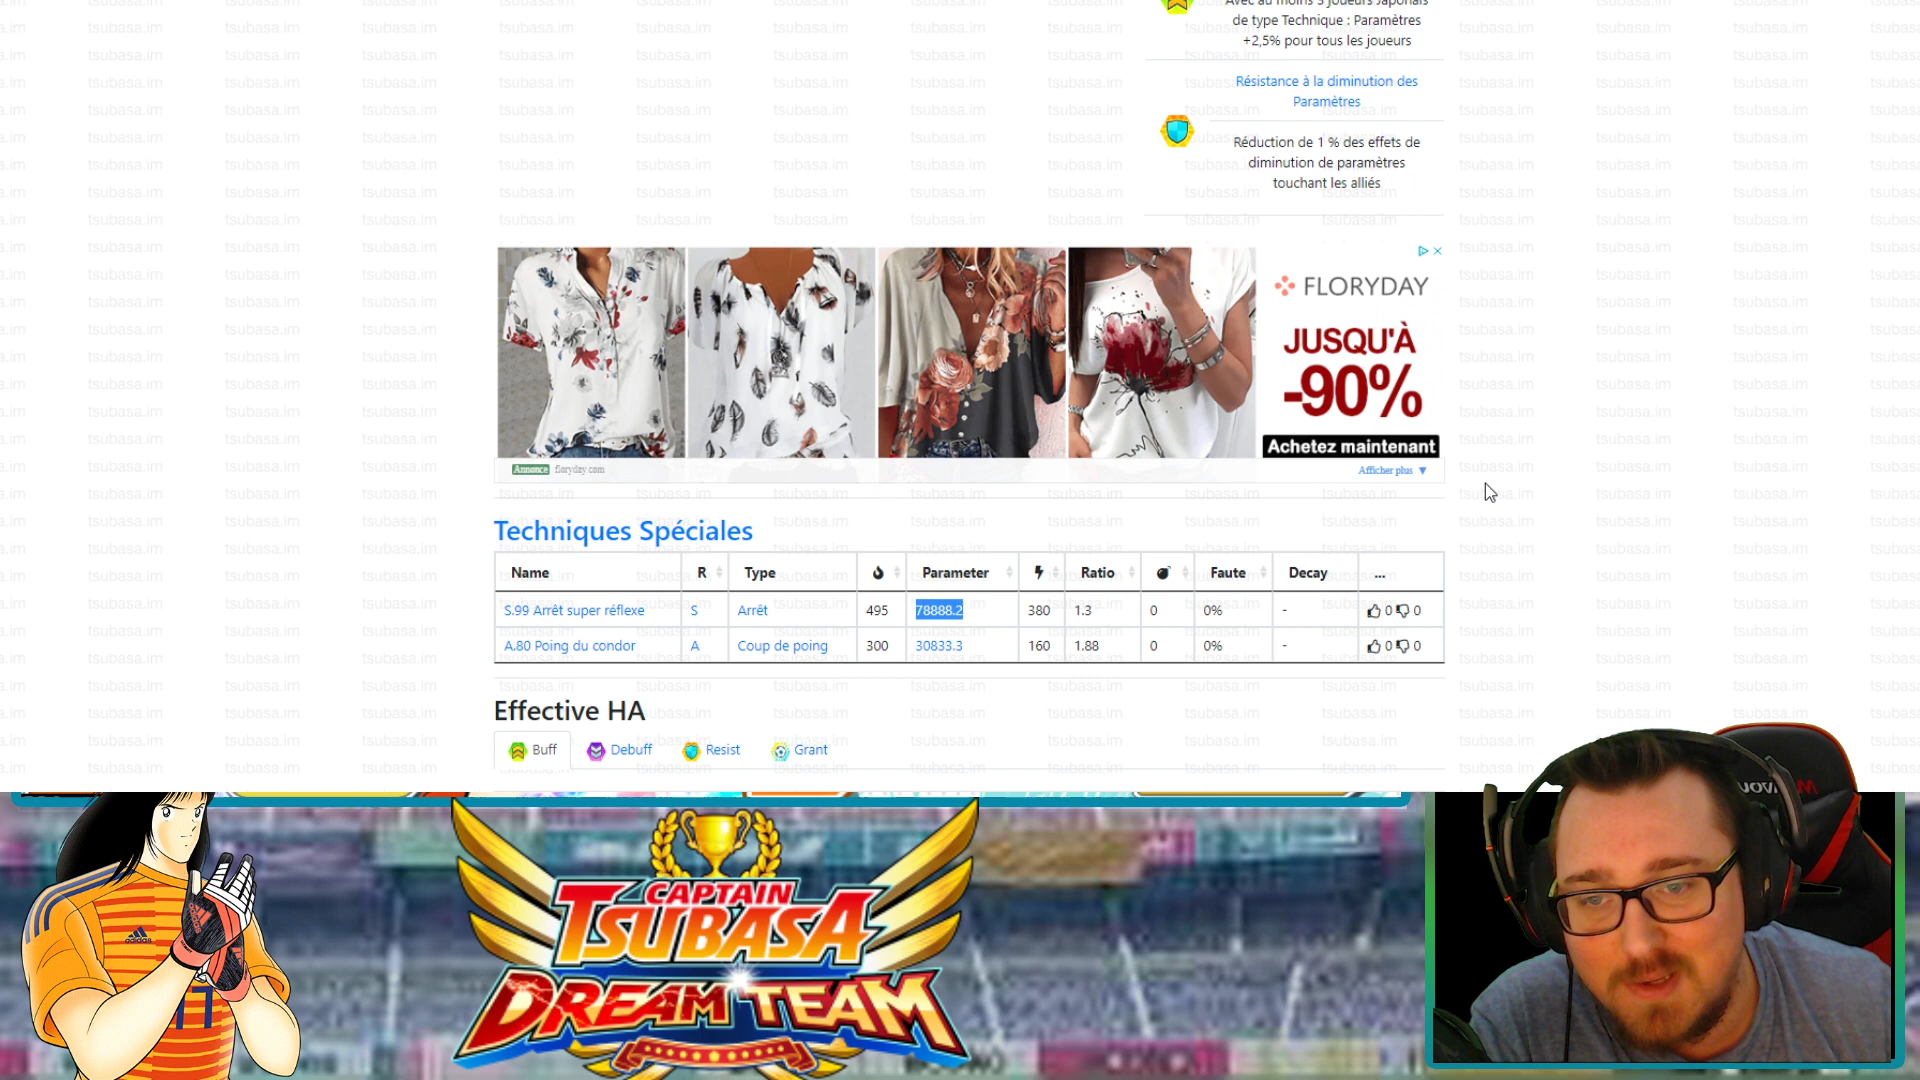 Avec au moins 5 joueurs Japonais
de type Technique : Paramètres
+2,5% pour tous les joueurs
Résistance à la diminution des
Paramètres
Réduction de 1 % des effets de
diminution de paramètres
touchant les alliés
FLORYDAY
JUSQU'À
-90%
Achetez maintenant
Annonce floryday.com
Afficher plus ▼
Techniques Spéciales
Name R Type Parameter Ratio Faute Decay ...
S.99 Arrêt super réflexe S Arrêt 495 78888.2 380 1.3 0 0% - 0 0
A.80 Poing du condor A Coup de poing 300 30833.3 160 1.88 0 0% - 0 0
Effective HA
Buff Debuff Resist Grant
tsubasa.im
adidas
CAPTAIN
TSUBASA
DREAM TEAM